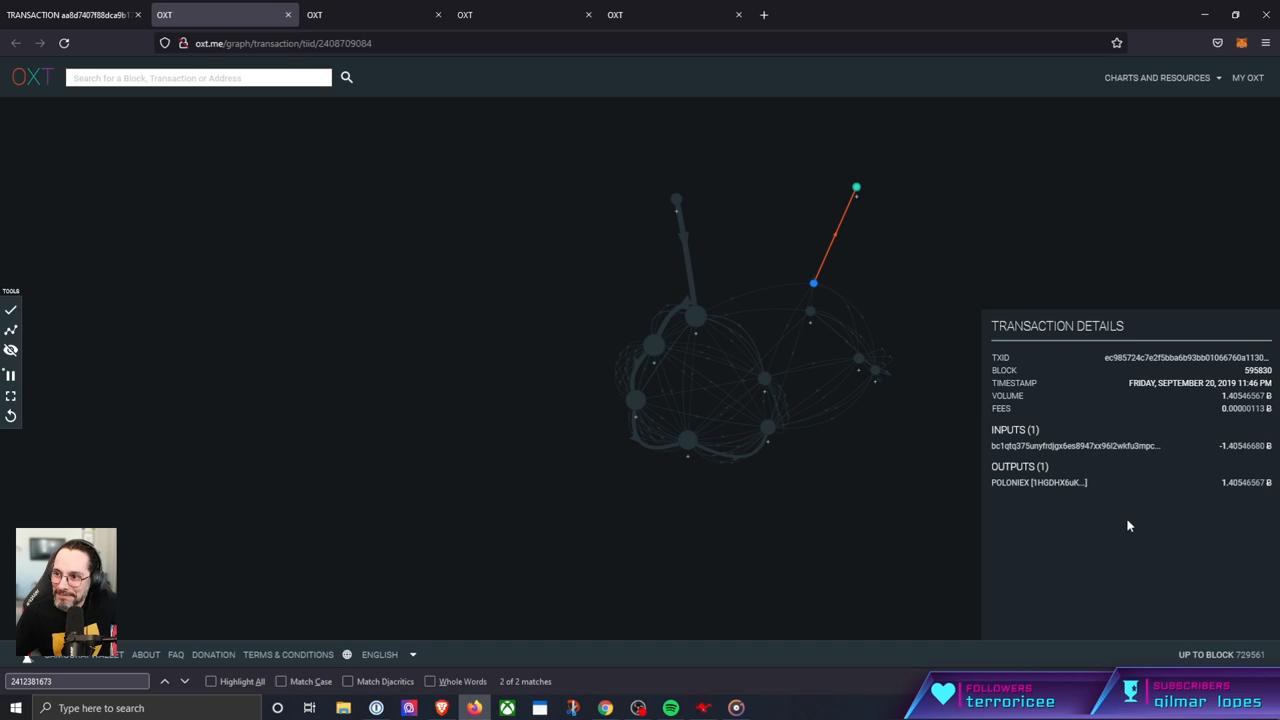 TRANSACTION aa8d7407f88dca9b1
OXT
OXT
OXT
OXT
oxt.me/graph/transaction/tiid/2408709084
OXT
Search for a Block, Transaction or Address
CHARTS AND RESOURCES
MY OXT
TOOLS
TRANSACTION DETAILS
TXID ec985724c7e2f5bba6b93bb01066760a1130...
BLOCK 595830
TIMESTAMP FRIDAY, SEPTEMBER 20, 2019 11:46 PM
VOLUME 1.40546567 Ƀ
FEES 0.00000113 Ƀ
INPUTS (1)
bc1qtq375unyfrdjgx6es8947xx96l2wkfu3mpc... -1.40546680 Ƀ
OUTPUTS (1)
POLONIEX [1HGDHX6uK...] 1.40546567 Ƀ
WALLET
ABOUT
FAQ
DONATION
TERMS & CONDITIONS
ENGLISH
UP TO BLOCK 729561
2412381673
Highlight All
Match Case
Match Diacritics
Whole Words
2 of 2 matches
Type here to search
FOLLOWERS
terroricee
SUBSCRIBERS
gilmar_lopes